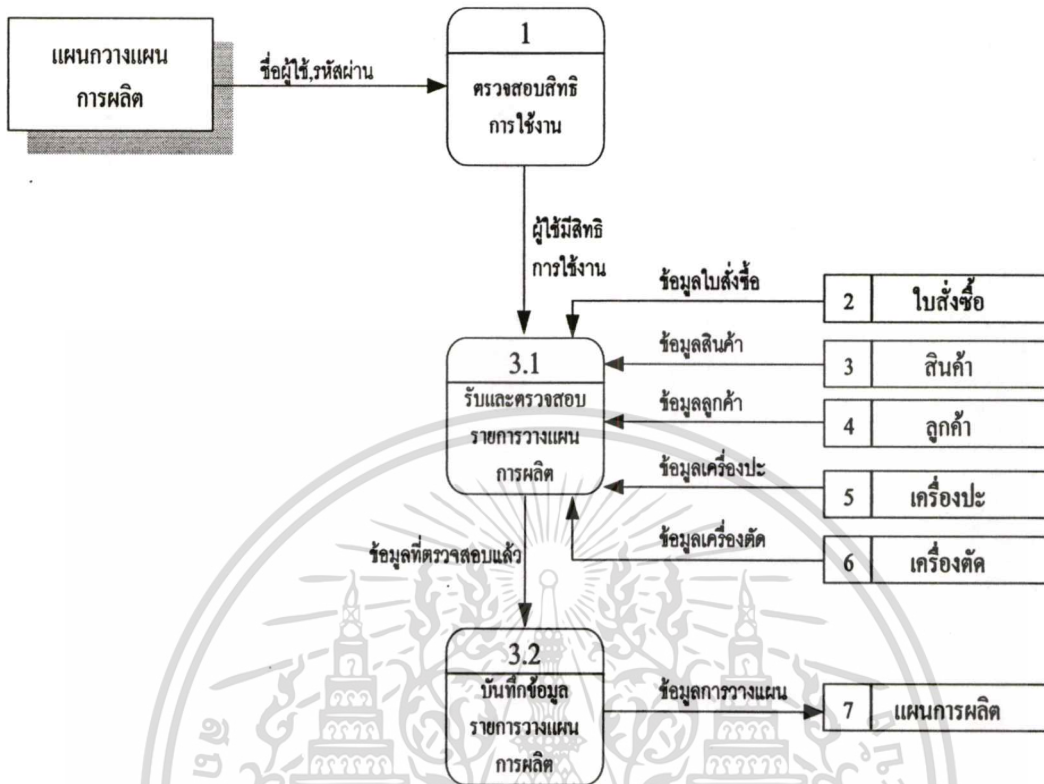 แผนกวางแผน
การผลิต
ชื่อผู้ใช้,รหัสผ่าน
1
ตรวจสอบสิทธิ
การใช้งาน
ผู้ใช้มีสิทธิ
การใช้งาน
ข้อมูลใบสั่งซื้อ
2 ใบสั่งซื้อ
ข้อมูลสินค้า
3 สินค้า
ข้อมูลลูกค้า
4 ลูกค้า
ข้อมูลเครื่องปะ
5 เครื่องปะ
ข้อมูลเครื่องตัด
6 เครื่องตัด
3.1
รับและตรวจสอบ
รายการวางแผน
การผลิต
ข้อมูลที่ตรวจสอบแล้ว
3.2
บันทึกข้อมูล
รายการวางแผน
การผลิต
ข้อมูลการวางแผน
7 แผนการผลิต